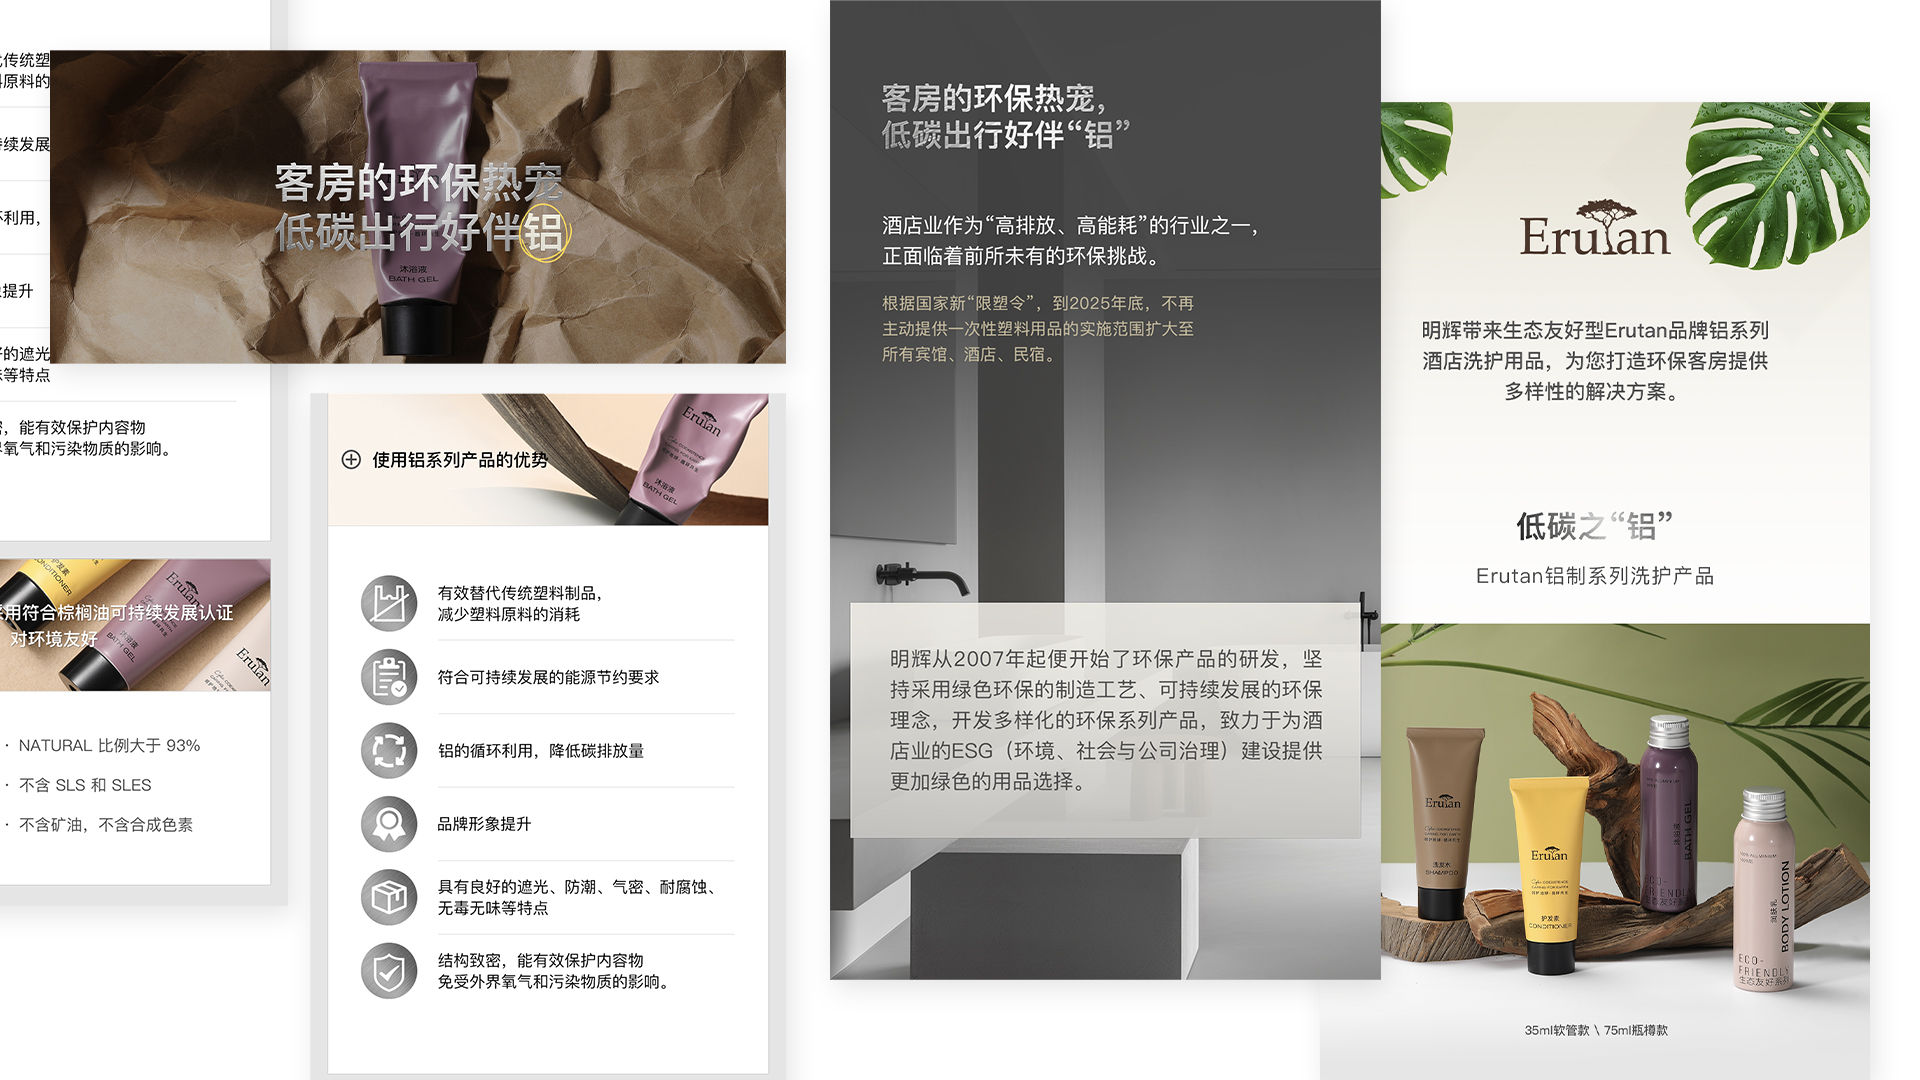 传统塑
原料的
续发展
利用，
提升
的遮光
等特点
，能有效保护内容物
氧气和污染物质的影响。
客房的环保热宠
低碳出行好伴铝
沐浴液
BATH GEL
用符合棕榈油可持续发展认证
对环境友好
护发素
CONDITIONER
Erutan
沐浴液
BATH GEL
Erutan
· NATURAL 比例大于 93%
· 不含 SLS 和 SLES
· 不含矿油，不含合成色素
使用铝系列产品的优势
Erutan
沐浴液
BATH GEL
有效替代传统塑料制品，
减少塑料原料的消耗
符合可持续发展的能源节约要求
铝的循环利用，降低碳排放量
品牌形象提升
具有良好的遮光、防潮、气密、耐腐蚀、
无毒无味等特点
结构致密，能有效保护内容物
免受外界氧气和污染物质的影响。
客房的环保热宠，
低碳出行好伴“铝”
酒店业作为“高排放、高能耗”的行业之一，
正面临着前所未有的环保挑战。
根据国家新“限塑令”，到2025年底，不再
主动提供一次性塑料用品的实施范围扩大至
所有宾馆、酒店、民宿。
明辉从2007年起便开始了环保产品的研发，坚
持采用绿色环保的制造工艺、可持续发展的环保
理念，开发多样化的环保系列产品，致力于为酒
店业的ESG（环境、社会与公司治理）建设提供
更加绿色的用品选择。
Erutan
明辉带来生态友好型Erutan品牌铝系列
酒店洗护用品，为您打造环保客房提供
多样性的解决方案。
低碳之“铝”
Erutan铝制系列洗护产品
Erutan
洗发水
SHAMPOO
Erutan
护发素
CONDITIONER
沐浴液
BATH GEL
ECO-
FRIENDLY
生态友好系列
润肤乳
BODY LOTION
ECO-
FRIENDLY
生态友好系列
35ml软管款 \ 75ml瓶樽款